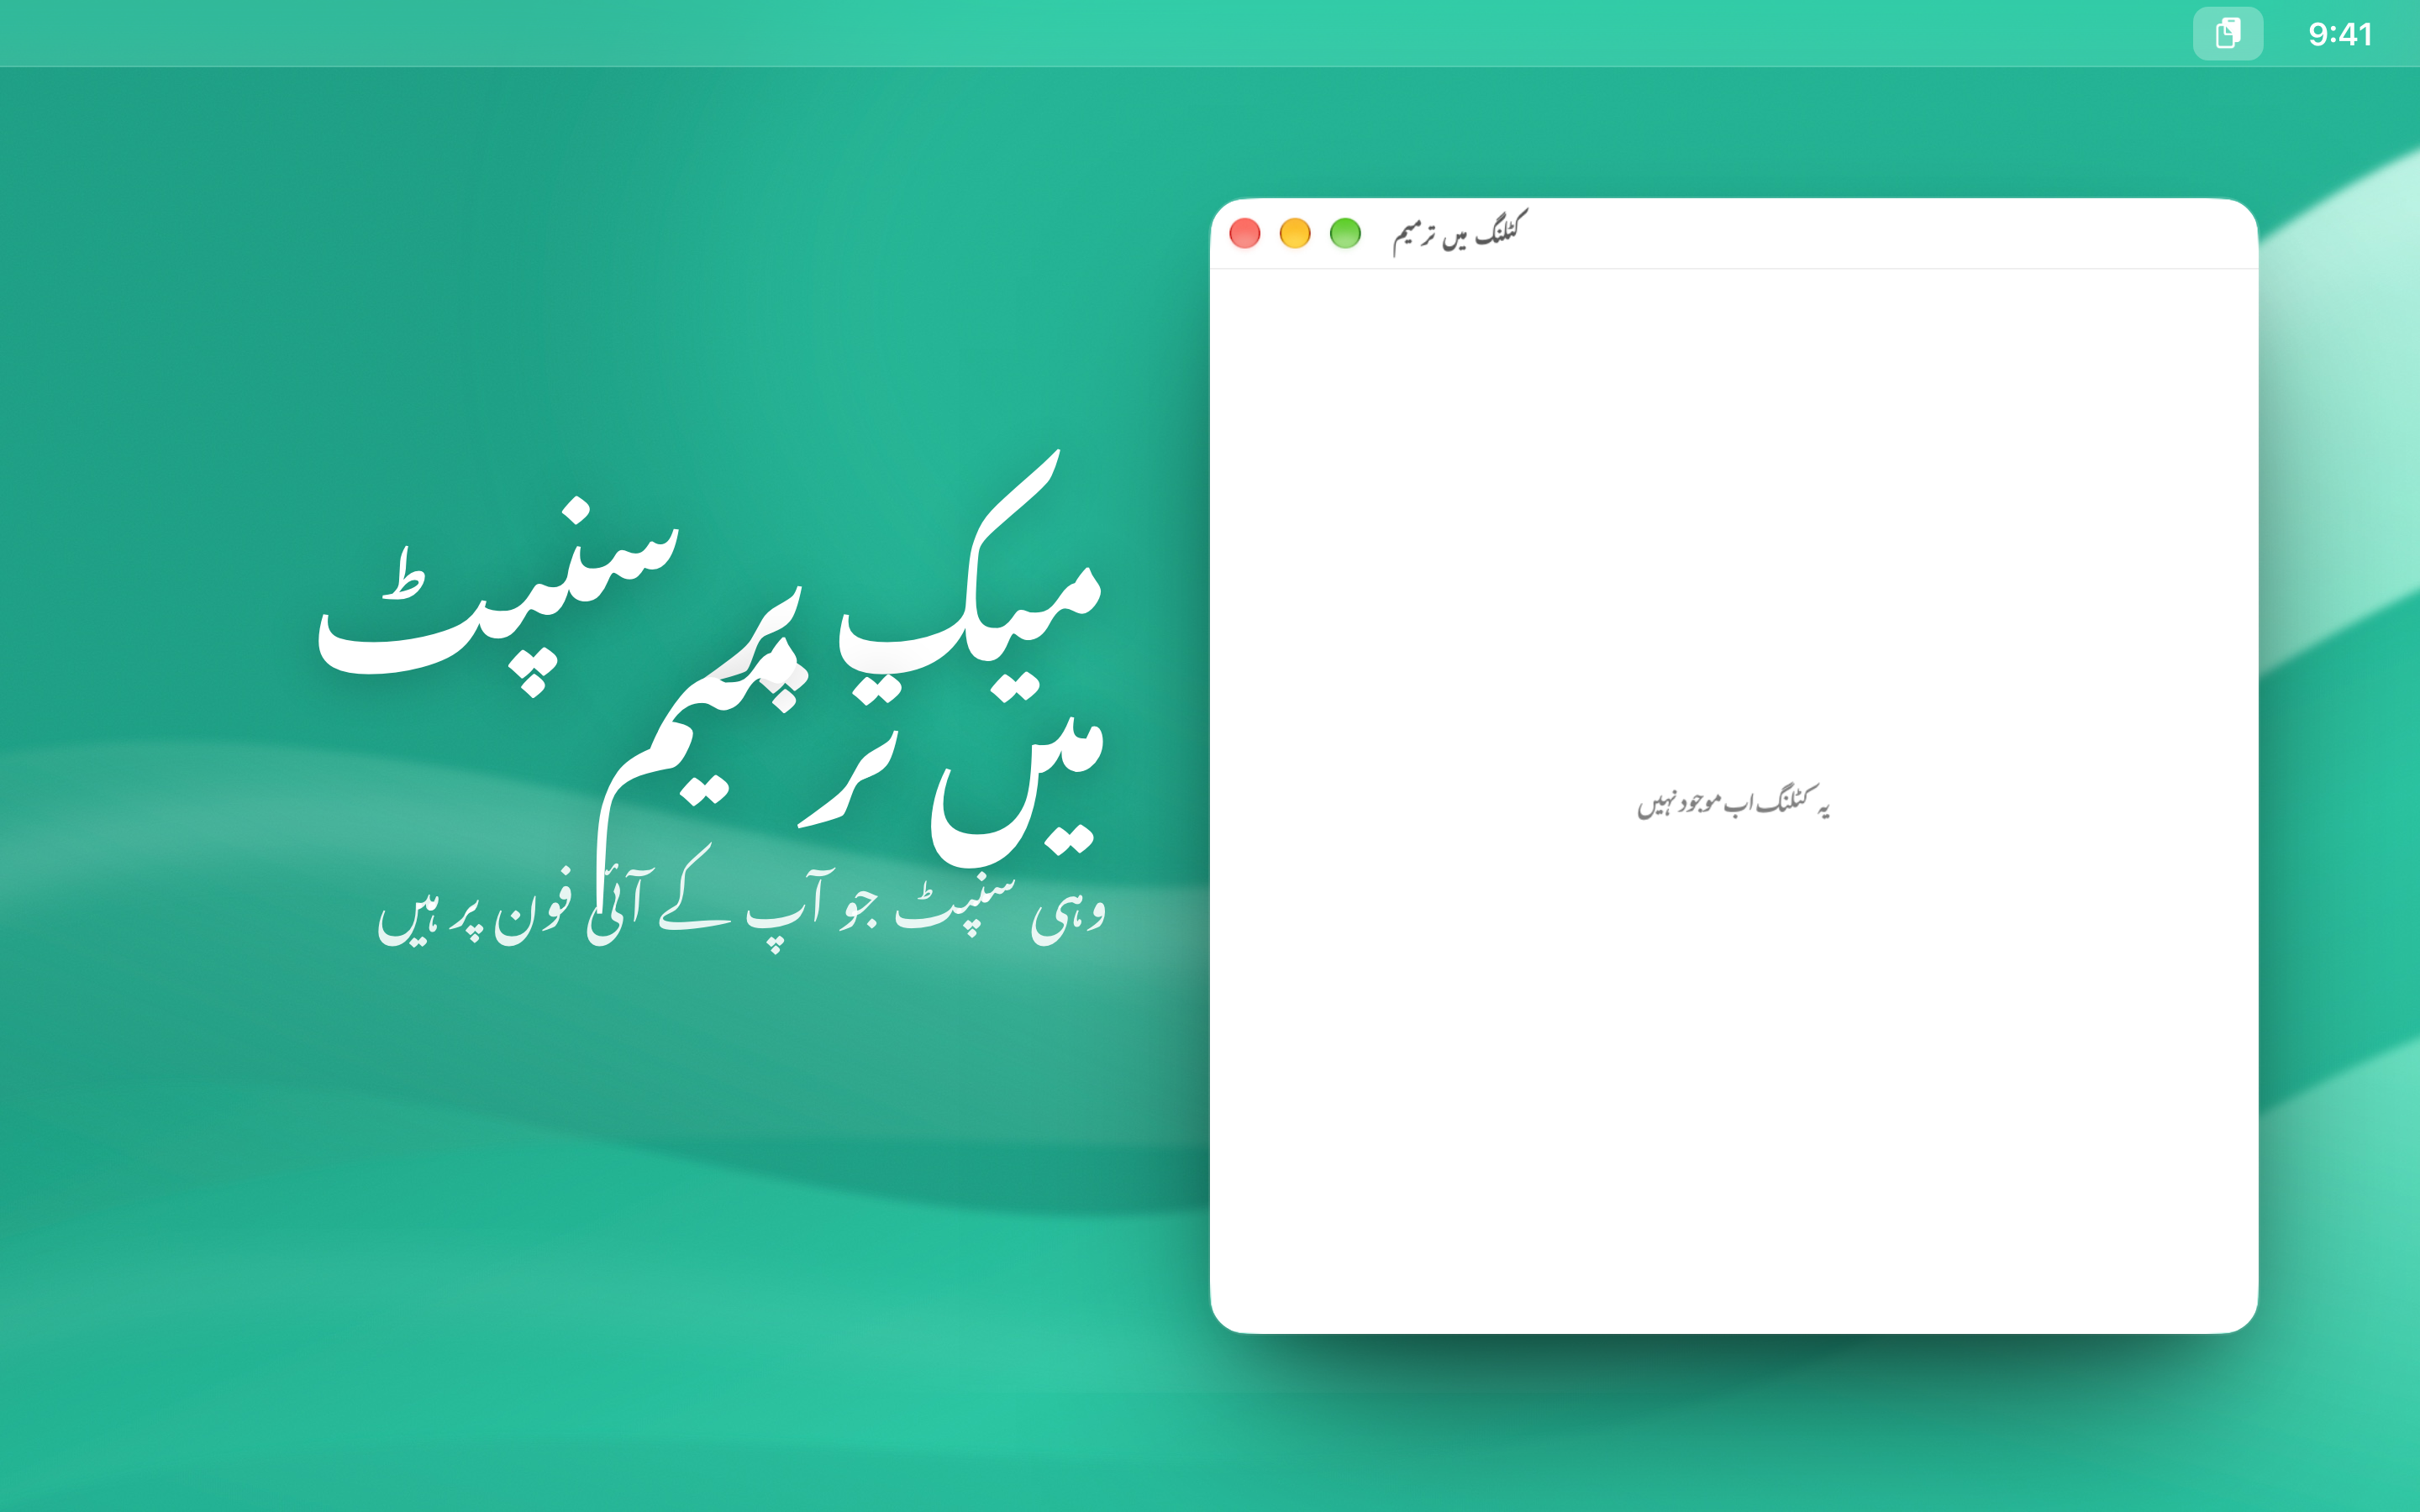 9:41
کٹلنگ میں ترمیم
میک پر سنپٹ
میں ترمیم
وہی سنپٹ جو آپ کے آئی فون پر ہیں
یہ کٹلنگ اب موجود نہیں